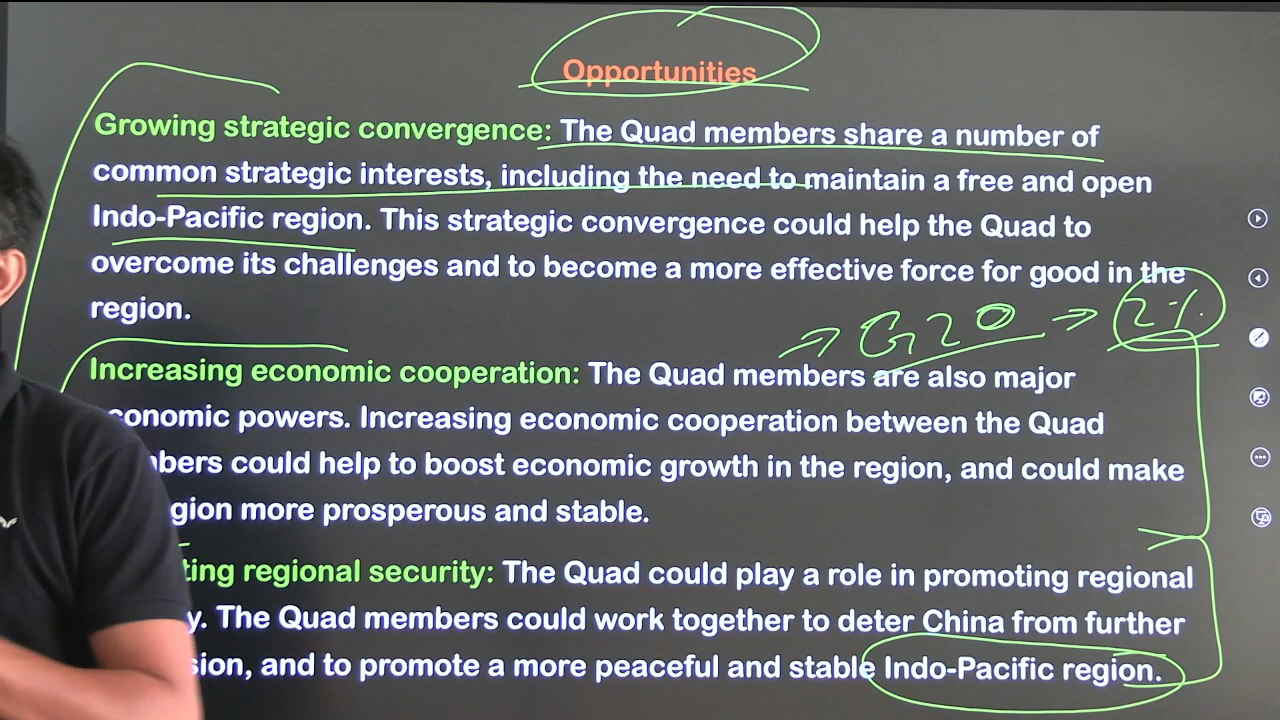 Opportunities
Growing strategic convergence: The Quad members share a number of
common strategic interests, including the need to maintain a free and open
Indo-Pacific region. This strategic convergence could help the Quad to
overcome its challenges and to become a more effective force for good in the
region.
→ G20 → 2%
Increasing economic cooperation: The Quad members are also major
conomic powers. Increasing economic cooperation between the Quad
bers could help to boost economic growth in the region, and could make
gion more prosperous and stable.
ting regional security: The Quad could play a role in promoting regional
y. The Quad members could work together to deter China from further
sion, and to promote a more peaceful and stable Indo-Pacific region.